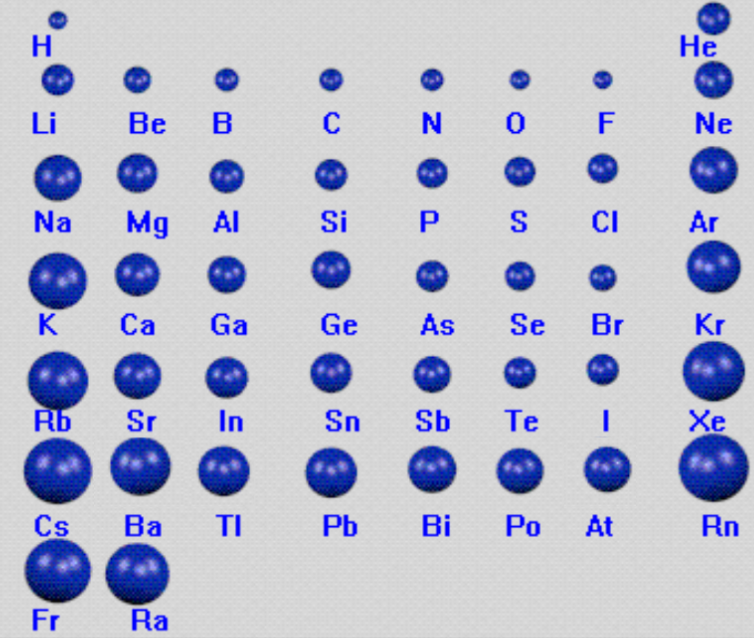 H He
Li Be B C N O F Ne
Na Mg Al Si P S Cl Ar
K Ca Ga Ge As Se Br Kr
Rb Sr In Sn Sb Te I Xe
Cs Ba Tl Pb Bi Po At Rn
Fr Ra